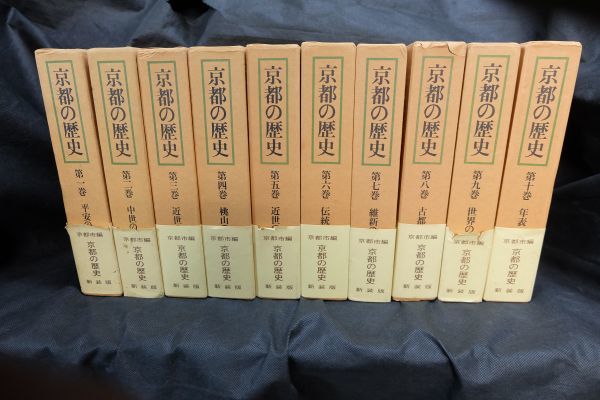 京都の歴史
第一巻 平安
京都市編
京都の歴史
新装版
京都の歴史
第二巻 中世の
京都市編
京都の歴史
新装版
京都の歴史
第三巻 近世
京都市編
京都の歴史
新装版
京都の歴史
第四巻 桃山
京都市編
京都の歴史
新装版
京都の歴史
第五巻 近世
京都市編
京都の歴史
新装版
京都の歴史
第六巻 伝統
京都市編
京都の歴史
新装版
京都の歴史
第七巻 維新
京都市編
京都の歴史
新装版
京都の歴史
第八巻 古都
京都市編
京都の歴史
新装版
京都の歴史
第九巻 世界の
京都市編
京都の歴史
新装版
京都の歴史
第十巻 年表
京都市編
京都の歴史
新装版